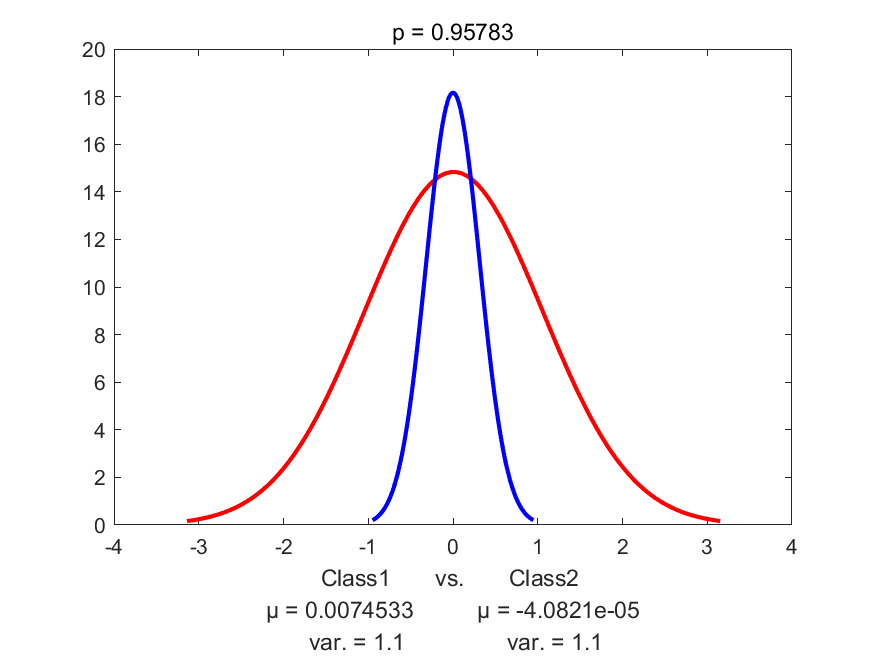 p = 0.95783
20
18
16
14
12
10
8
6
4
2
0
-4 -3 -2 -1 0 1 2 3 4
Class1 vs. Class2
μ = 0.0074533 μ = -4.0821e-05
var. = 1.1 var. = 1.1